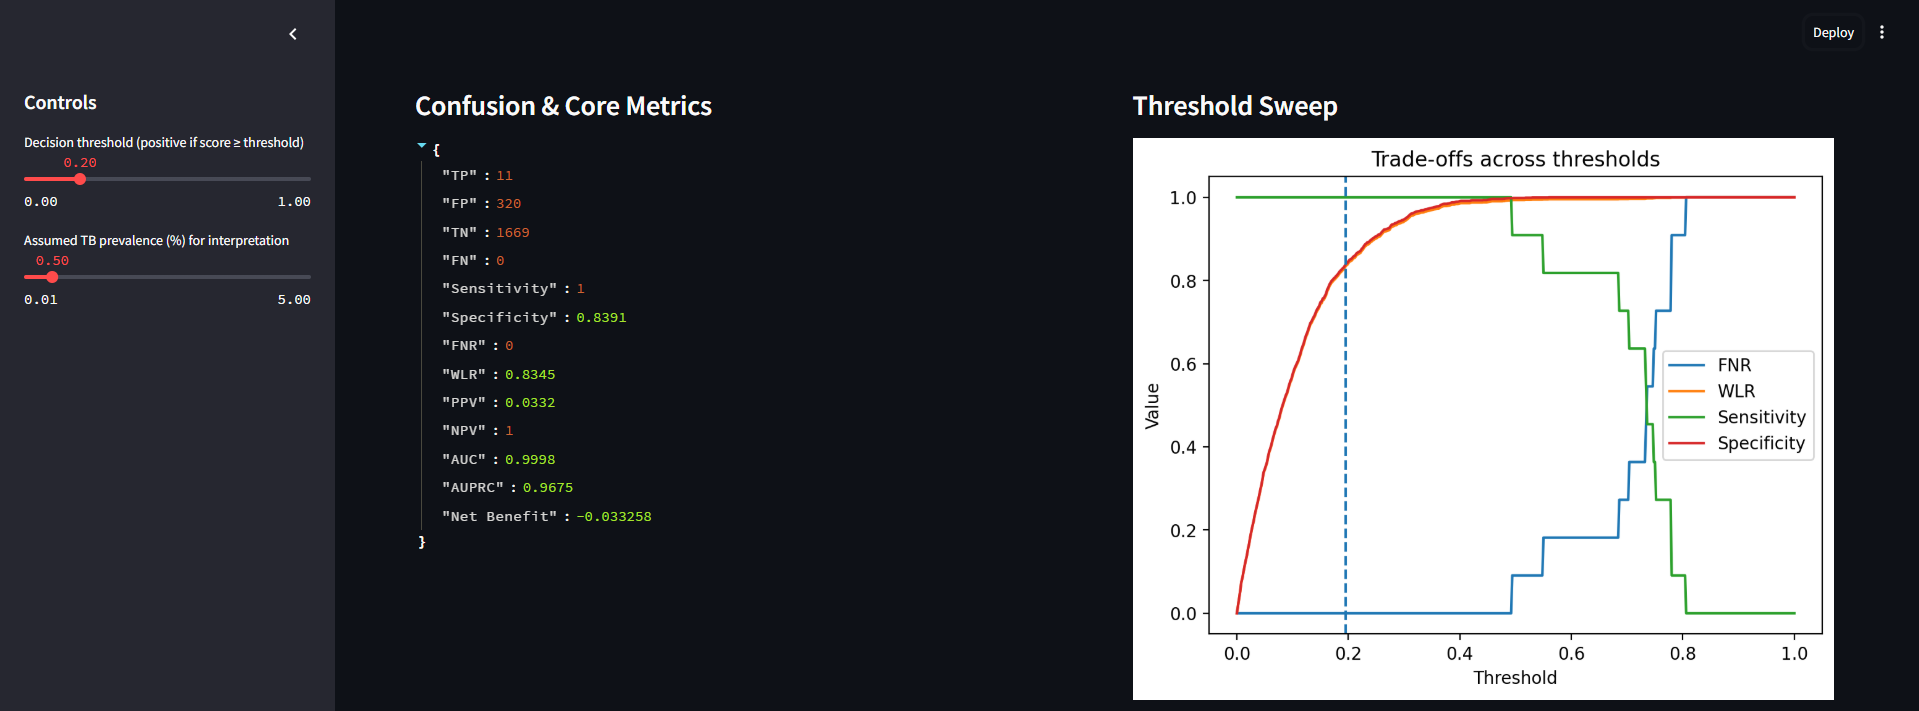 Deploy
Controls
Decision threshold (positive if score ≥ threshold)
0.20
0.00 1.00
Assumed TB prevalence (%) for interpretation
0.50
0.01 5.00
Confusion & Core Metrics
{
"TP" : 11
"FP" : 320
"TN" : 1669
"FN" : 0
"Sensitivity" : 1
"Specificity" : 0.8391
"FNR" : 0
"WLR" : 0.8345
"PPV" : 0.0332
"NPV" : 1
"AUC" : 0.9998
"AUPRC" : 0.9675
"Net Benefit" : -0.033258
}
Threshold Sweep
Trade-offs across thresholds
1.0
0.8
0.6
0.4
0.2
0.0
Value
FNR
WLR
Sensitivity
Specificity
0.0 0.2 0.4 0.6 0.8 1.0
Threshold